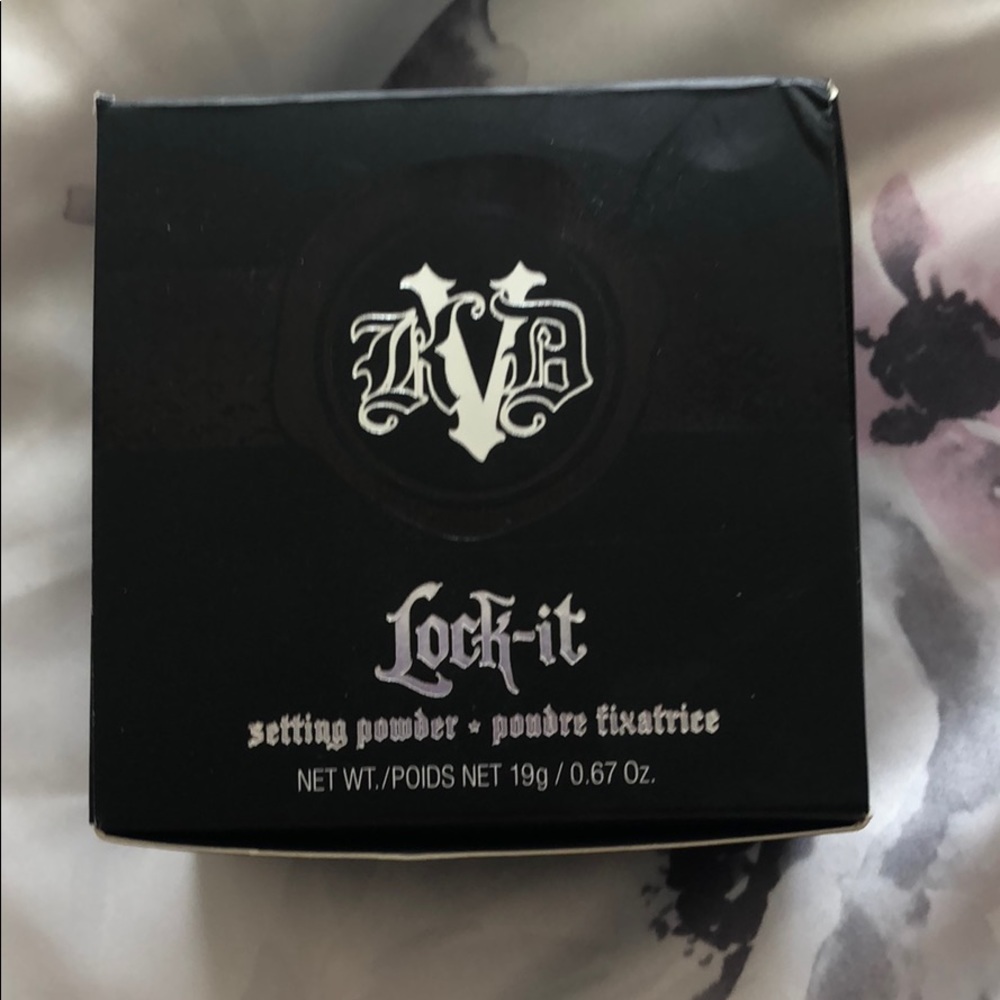 KVD
Lock-it
setting powder * poudre fixatrice
NET WT./POIDS NET 19g / 0.67 Oz.